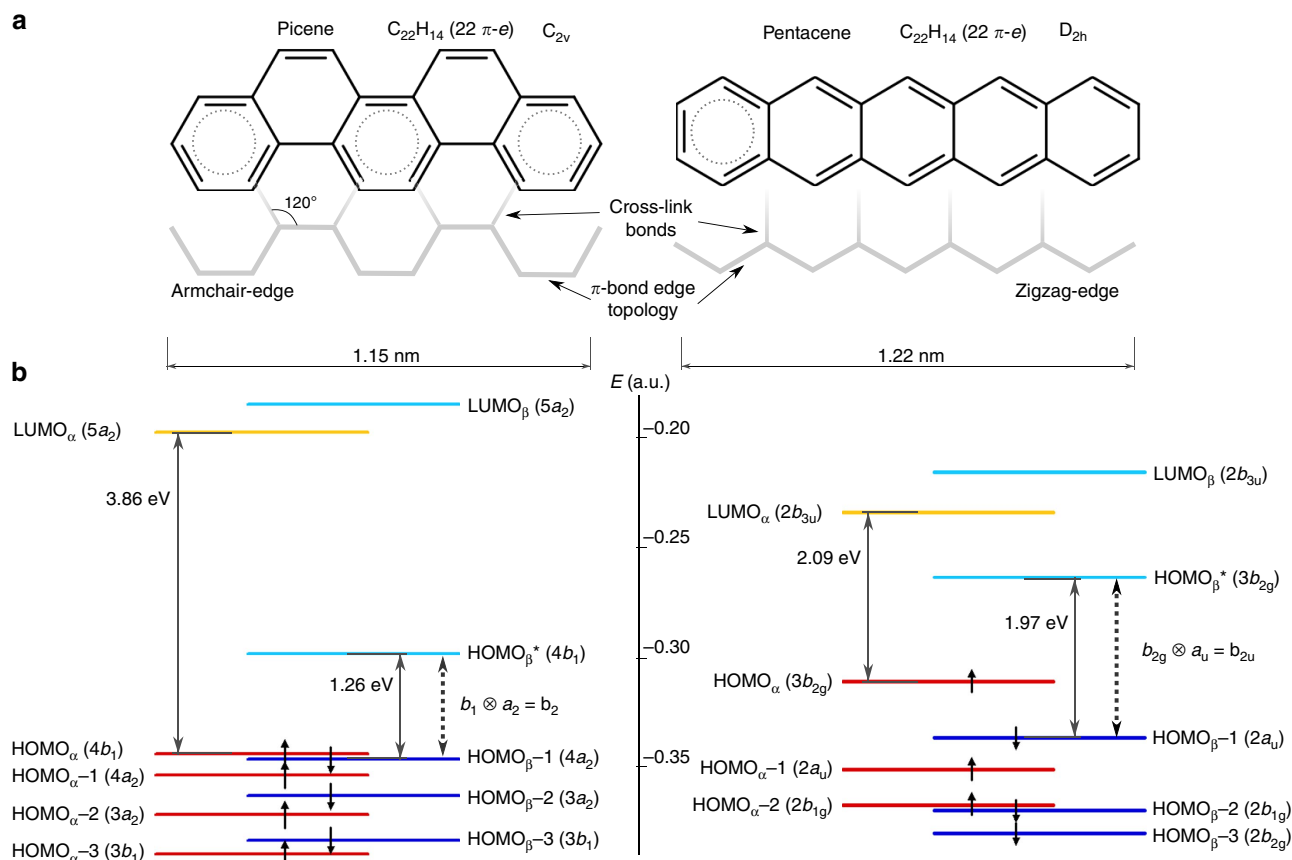 a
Picene C₂₂H₁₄ (22 π-e) C₂ᵥ
Pentacene C₂₂H₁₄ (22 π-e) D₂ₕ
120°
Cross-link
bonds
π-bond edge
topology
Armchair-edge
Zigzag-edge
1.15 nm
1.22 nm
b
E (a.u.)
–0.20
–0.25
–0.30
–0.35
LUMOβ (5a₂)
LUMOα (5a₂)
3.86 eV
HOMOβ* (4b₁)
1.26 eV
b₁ ⊗ a₂ = b₂
HOMOα (4b₁)
HOMOβ–1 (4a₂)
HOMOα–1 (4a₂)
HOMOβ–2 (3a₂)
HOMOα–2 (3a₂)
HOMOβ–3 (3b₁)
HOMOα–3 (3b₁)
LUMOβ (2b₃ᵤ)
LUMOα (2b₃ᵤ)
2.09 eV
HOMOβ* (3b₂g)
1.97 eV
b₂g ⊗ aᵤ = b₂ᵤ
HOMOα (3b₂g)
HOMOβ–1 (2aᵤ)
HOMOα–1 (2aᵤ)
HOMOα–2 (2b₁g)
HOMOβ–2 (2b₁g)
HOMOβ–3 (2b₂g)